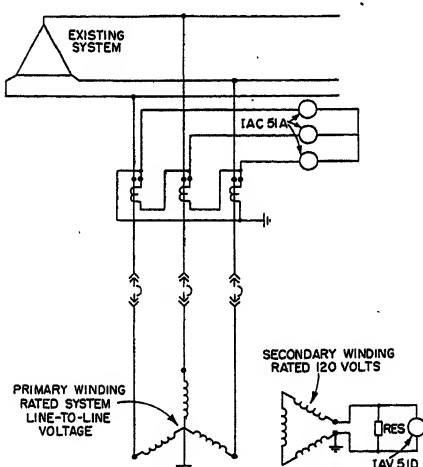 EXISTING
SYSTEM
IAC 51A
PRIMARY WINDING
RATED SYSTEM
LINE-TO-LINE
VOLTAGE
SECONDARY WINDING
RATED 120 VOLTS
RES
IAV 51D